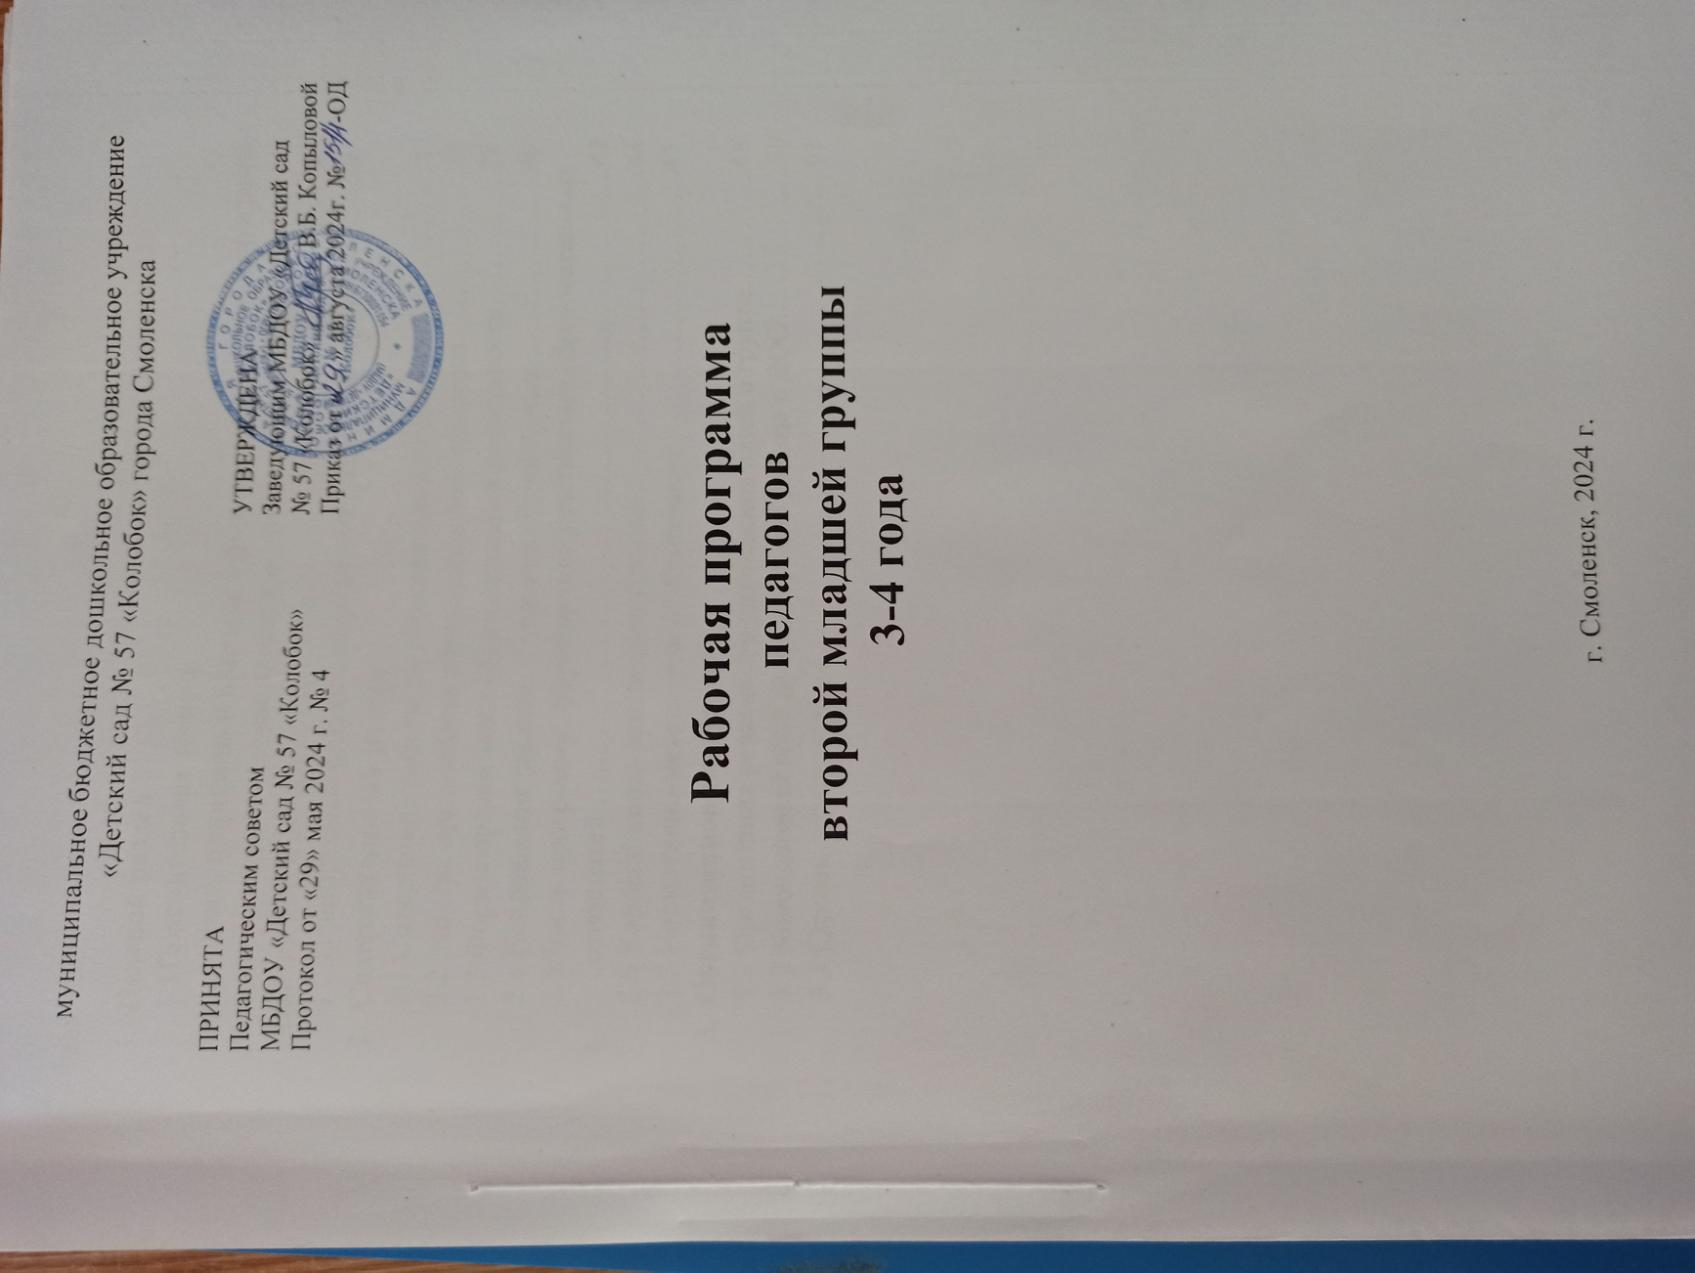 муниципальное бюджетное дошкольное образовательное учреждение
«Детский сад № 57 «Колобок» города Смоленска
ПРИНЯТА
Педагогическим советом
МБДОУ «Детский сад № 57 «Колобок»
Протокол от «29» мая 2024 г. № 4
УТВЕРЖДЕНА
Заведующим МБДОУ «Детский сад
№ 57 «Колобок» В.Б. Копыловой
Приказ от «29» августа 2024г. № -ОД
Рабочая программа
педагогов
второй младшей группы
3-4 года
г. Смоленск, 2024 г.